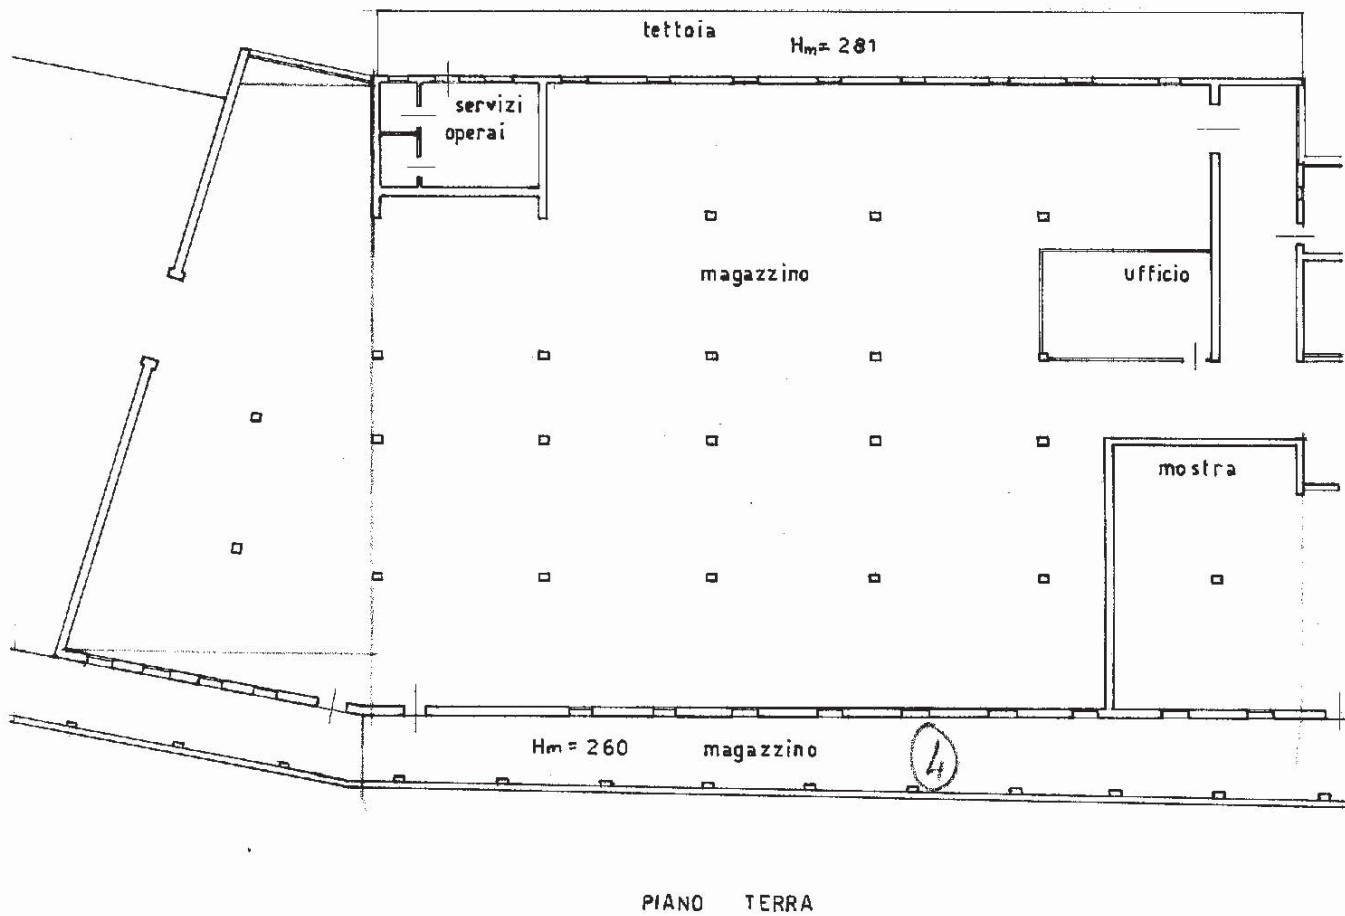 tettoia
Hm= 281
servizi
operai
magazzino
ufficio
mostra
Hm= 260
magazzino
4
PIANO TERRA